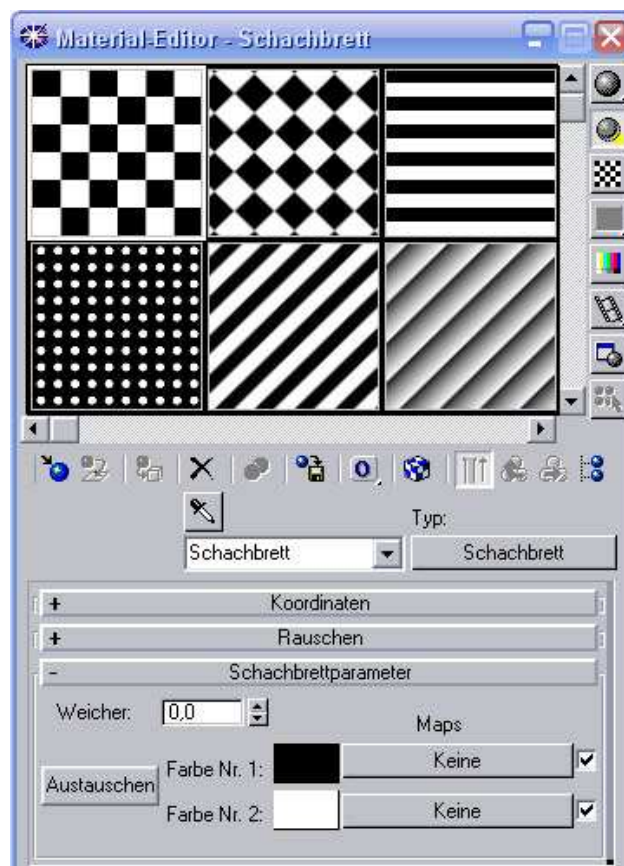 Material-Editor - Schachbrett
Typ:
Schachbrett
Schachbrett
+ Koordinaten
+ Rauschen
- Schachbrettparameter
Weicher: 0,0
Maps
Austauschen
Farbe Nr. 1: Keine
Farbe Nr. 2: Keine